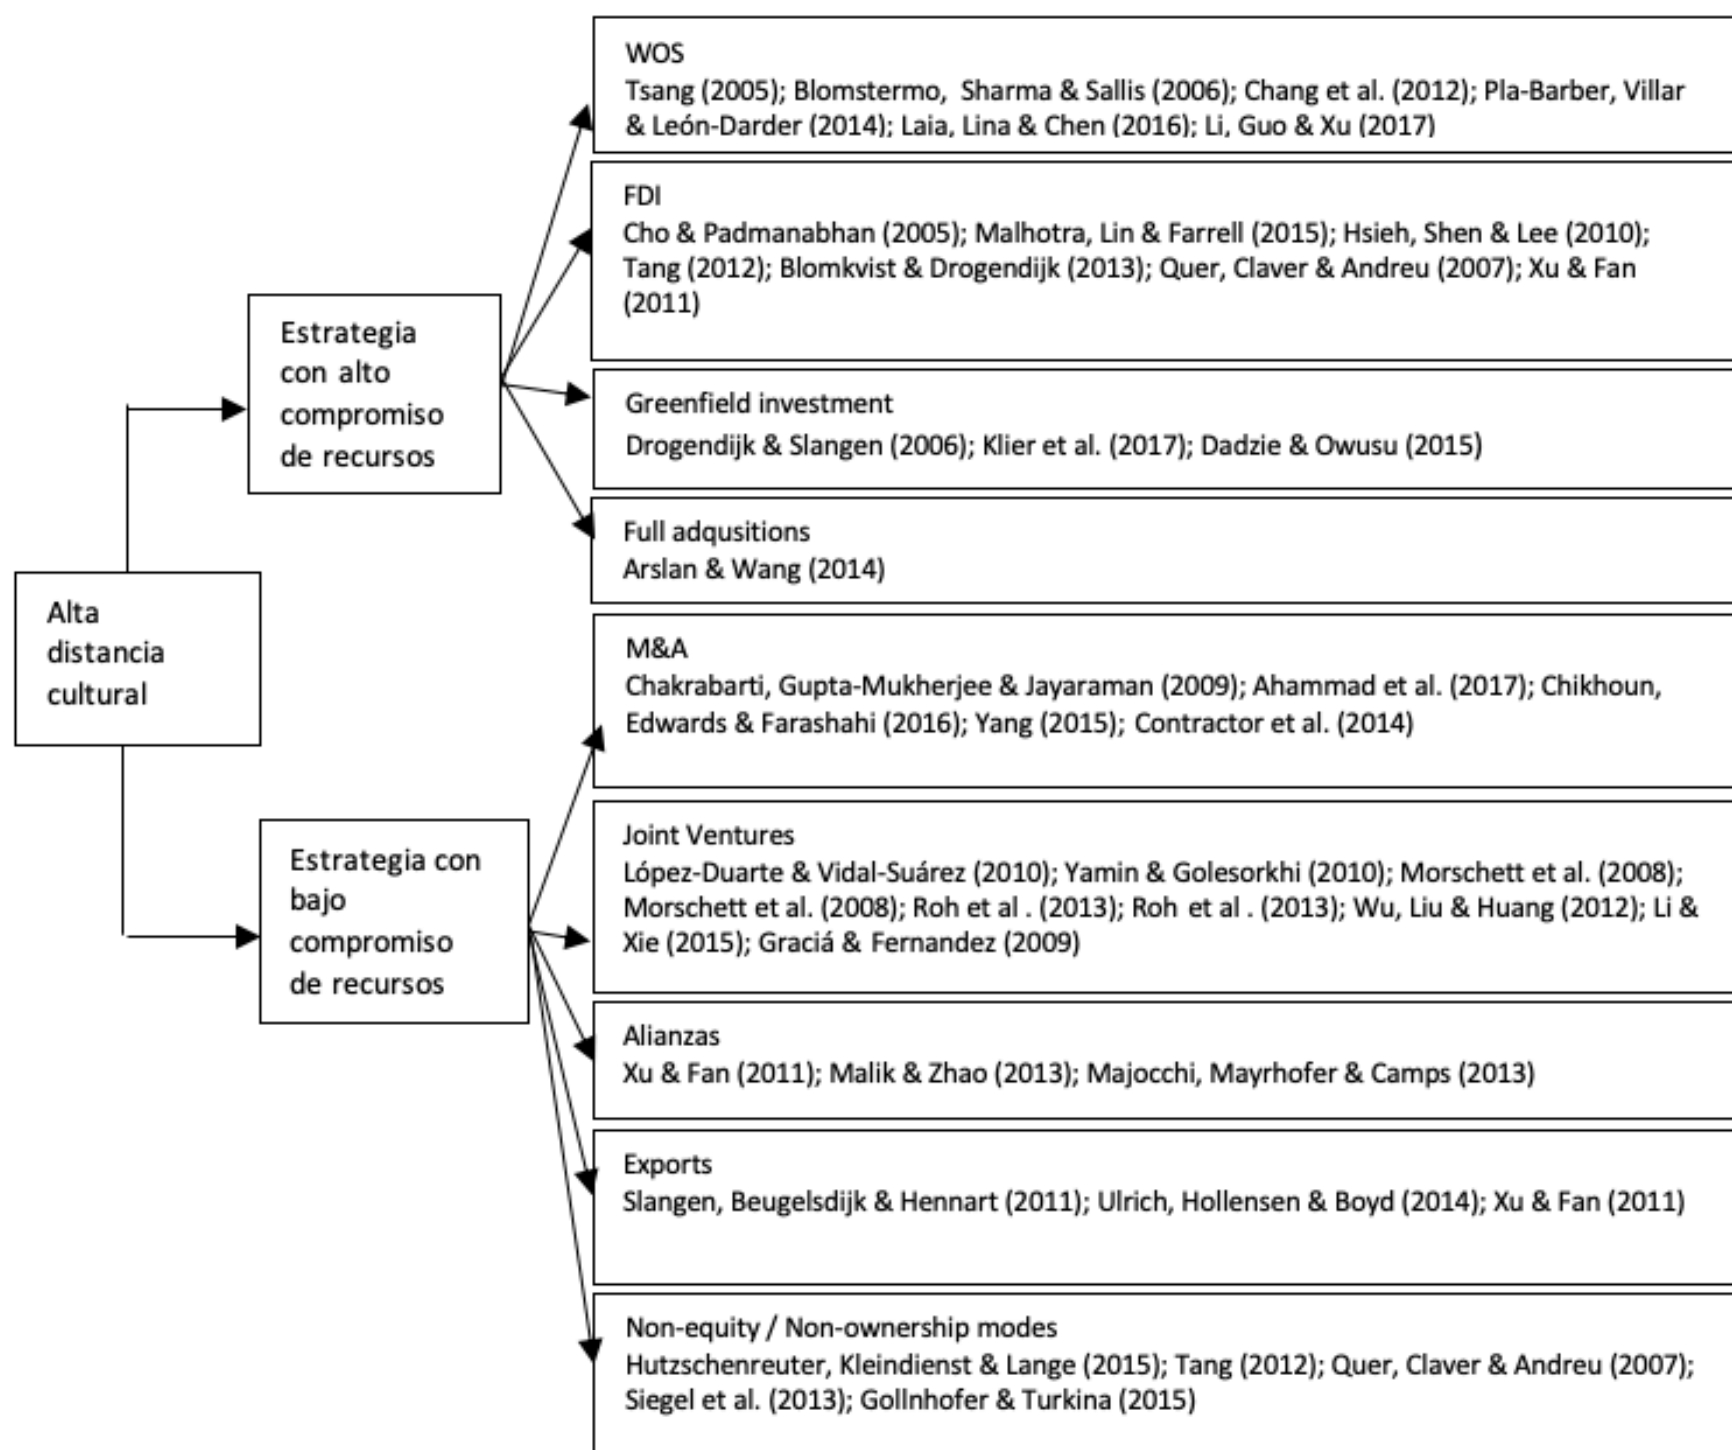 Alta
distancia
cultural
Estrategia
con alto
compromiso
de recursos
WOS
Tsang (2005); Blomstermo, Sharma & Sallis (2006); Chang et al. (2012); Pla-Barber, Villar
& León-Darder (2014); Laia, Lina & Chen (2016); Li, Guo & Xu (2017)
FDI
Cho & Padmanabhan (2005); Malhotra, Lin & Farrell (2015); Hsieh, Shen & Lee (2010);
Tang (2012); Blomkvist & Drogendijk (2013); Quer, Claver & Andreu (2007); Xu & Fan
(2011)
Greenfield investment
Drogendijk & Slangen (2006); Klier et al. (2017); Dadzie & Owusu (2015)
Full adqusitions
Arslan & Wang (2014)
Estrategia con
bajo
compromiso
de recursos
M&A
Chakrabarti, Gupta-Mukherjee & Jayaraman (2009); Ahammad et al. (2017); Chikhoun,
Edwards & Farashahi (2016); Yang (2015); Contractor et al. (2014)
Joint Ventures
López-Duarte & Vidal-Suárez (2010); Yamin & Golesorkhi (2010); Morschett et al. (2008);
Morschett et al. (2008); Roh et al . (2013); Roh et al . (2013); Wu, Liu & Huang (2012); Li &
Xie (2015); Graciá & Fernandez (2009)
Alianzas
Xu & Fan (2011); Malik & Zhao (2013); Majocchi, Mayrhofer & Camps (2013)
Exports
Slangen, Beugelsdijk & Hennart (2011); Ulrich, Hollensen & Boyd (2014); Xu & Fan (2011)
Non-equity / Non-ownership modes
Hutzschenreuter, Kleindienst & Lange (2015); Tang (2012); Quer, Claver & Andreu (2007);
Siegel et al. (2013); Gollnhofer & Turkina (2015)